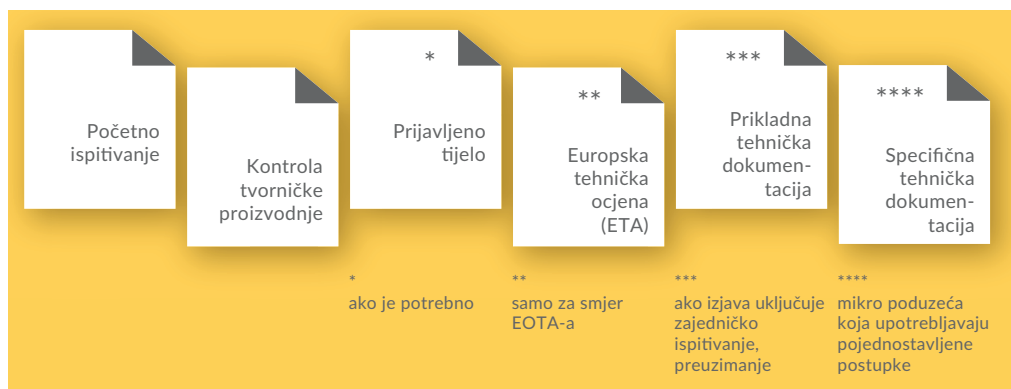 Početno
ispitivanje
Kontrola
tvorničke
proizvodnje
*
Prijavljeno
tijelo
**
Europska
tehnička
ocjena
(ETA)
***
Prikladna
tehnička
dokumen-
tacija
****
Specifična
tehnička
dokumen-
tacija
*
ako je potrebno
**
samo za smjer
EOTA-a
***
ako izjava uključuje
zajedničko
ispitivanje,
preuzimanje
****
mikro poduzeća
koja upotrebljavaju
pojednostavljene
postupke